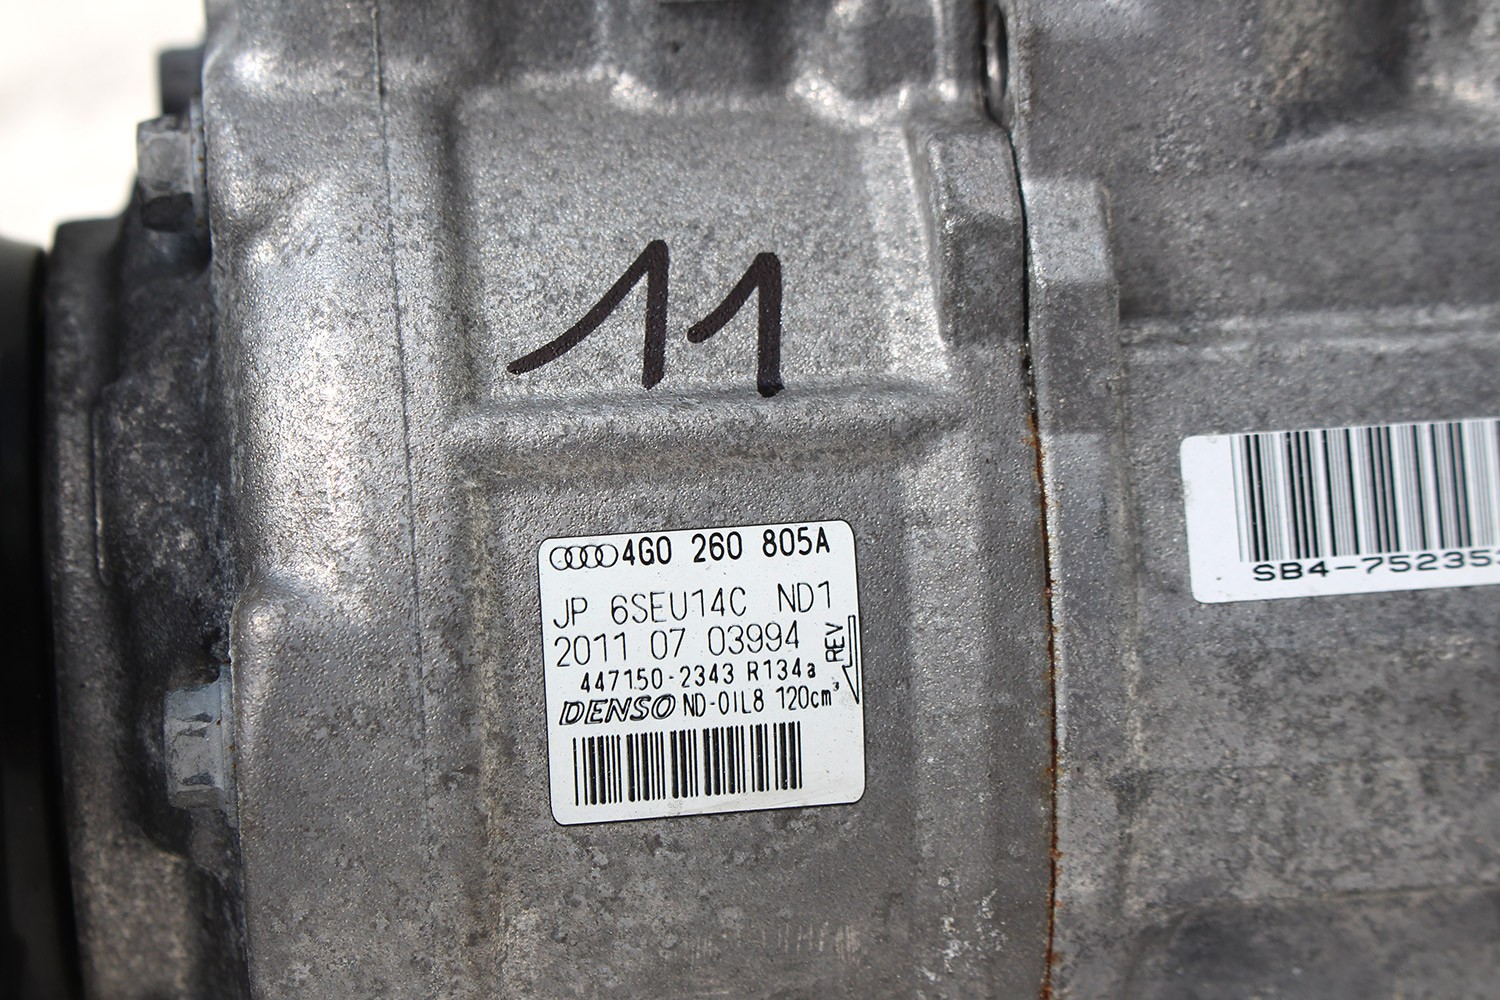 11
4G0 260 805A
JP 6SEU14C ND1
2011 07 03994
REV
447150-2343 R134a
DENSO ND-OIL8 120cm³
SB4-752353